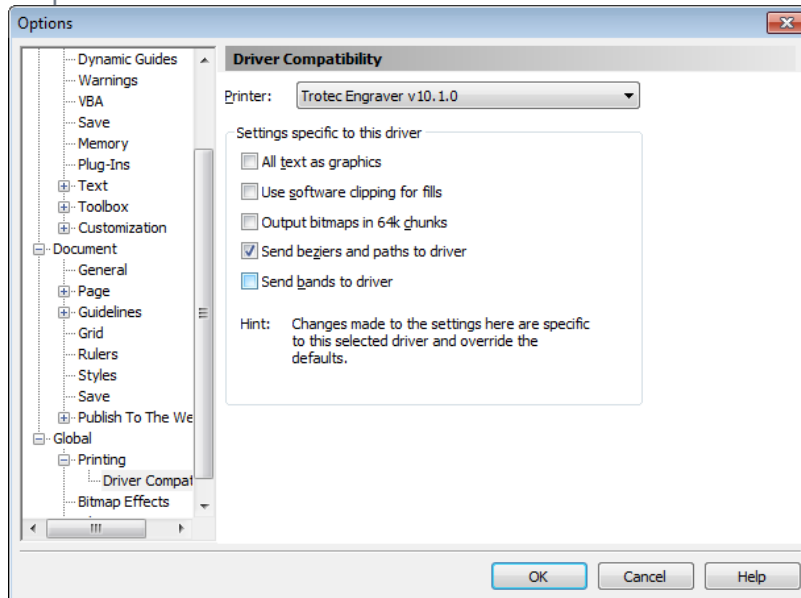 Options
Dynamic Guides
Warnings
VBA
Save
Memory
Plug-Ins
Text
Toolbox
Customization
Document
General
Page
Guidelines
Grid
Rulers
Styles
Save
Publish To The We
Global
Printing
Driver Compat
Bitmap Effects
Driver Compatibility
Printer: Trotec Engraver v10.1.0
Settings specific to this driver
All text as graphics
Use software clipping for fills
Output bitmaps in 64k chunks
Send beziers and paths to driver
Send bands to driver
Hint: Changes made to the settings here are specific
to this selected driver and override the
defaults.
OK Cancel Help